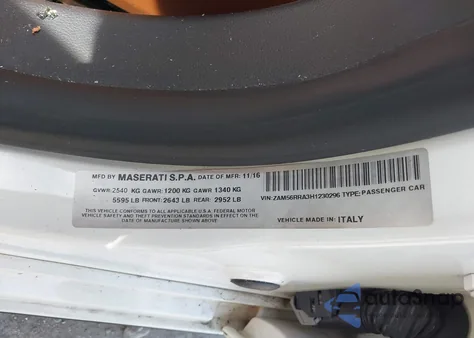 MFD BY MASERATI S.P.A. DATE OF MFR: 11/16
GVWR: 2540 KG GAWR: 1200 KG GAWR 1340 KG
5595 LB FRONT: 2643 LB REAR: 2952 LB
THIS VEHICLE CONFORMS TO ALL APPLICABLE U.S.A. FEDERAL MOTOR
VEHICLE SAFETY AND THEFT PREVENTION STANDARDS IN EFFECT ON THE
DATE OF MANUFACTURE SHOWN ABOVE.
VIN: ZAM56RRA3H1230296 TYPE: PASSENGER CAR
MADE IN: ITALY
autoSnap